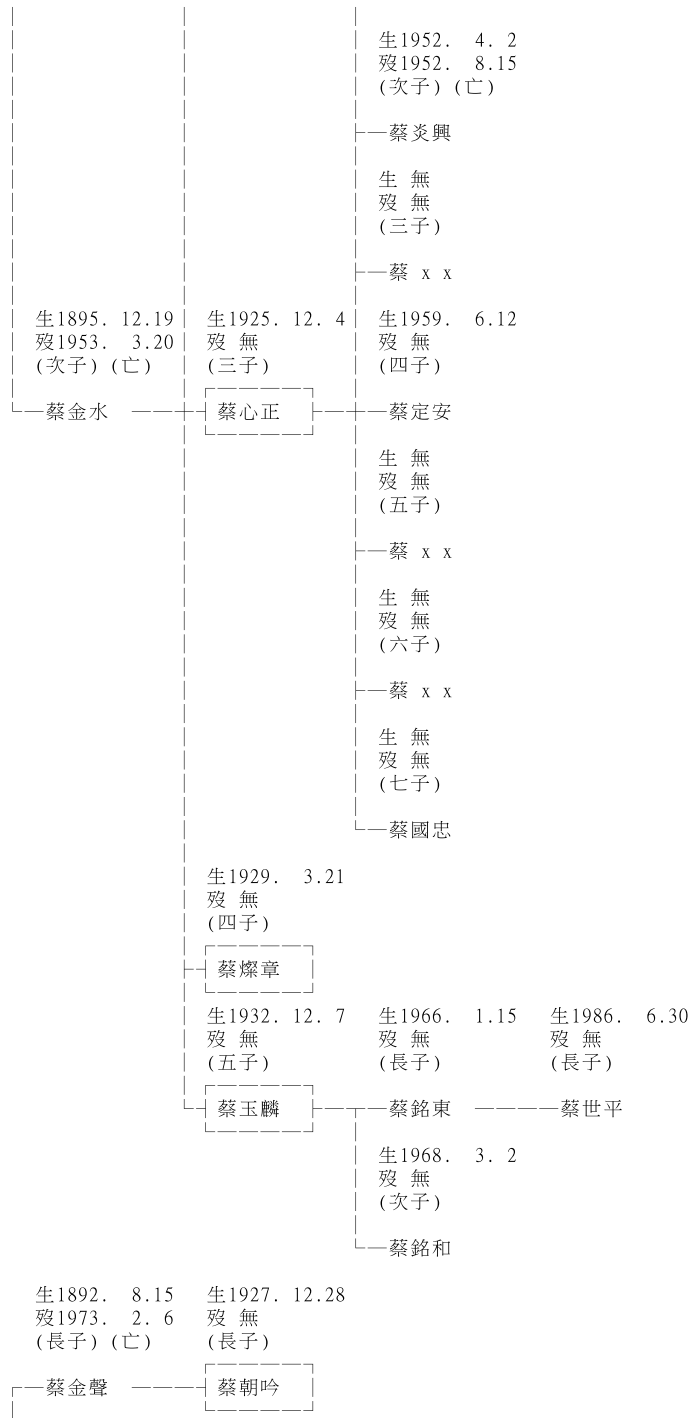 生1952. 4. 2
歿1952. 8.15
(次子)(亡)
蔡炎興
生 無
歿 無
(三子)
蔡 x x
生1895. 12.19 生1925. 12. 4 生1959. 6.12
歿1953. 3.20 歿 無 歿 無
(次子)(亡) (三子) (四子)
蔡金水 蔡心正 蔡定安
生 無
歿 無
(五子)
蔡 x x
生 無
歿 無
(六子)
蔡 x x
生 無
歿 無
(七子)
蔡國忠
生1929. 3.21
歿 無
(四子)
蔡燦章
生1932. 12. 7 生1966. 1.15 生1986. 6.30
歿 無 歿 無 歿 無
(五子) (長子) (長子)
蔡玉麟 蔡銘東 蔡世平
生1968. 3. 2
歿 無
(次子)
蔡銘和
生1892. 8.15 生1927. 12.28
歿1973. 2. 6 歿 無
(長子)(亡) (長子)
蔡金聲 蔡朝吟